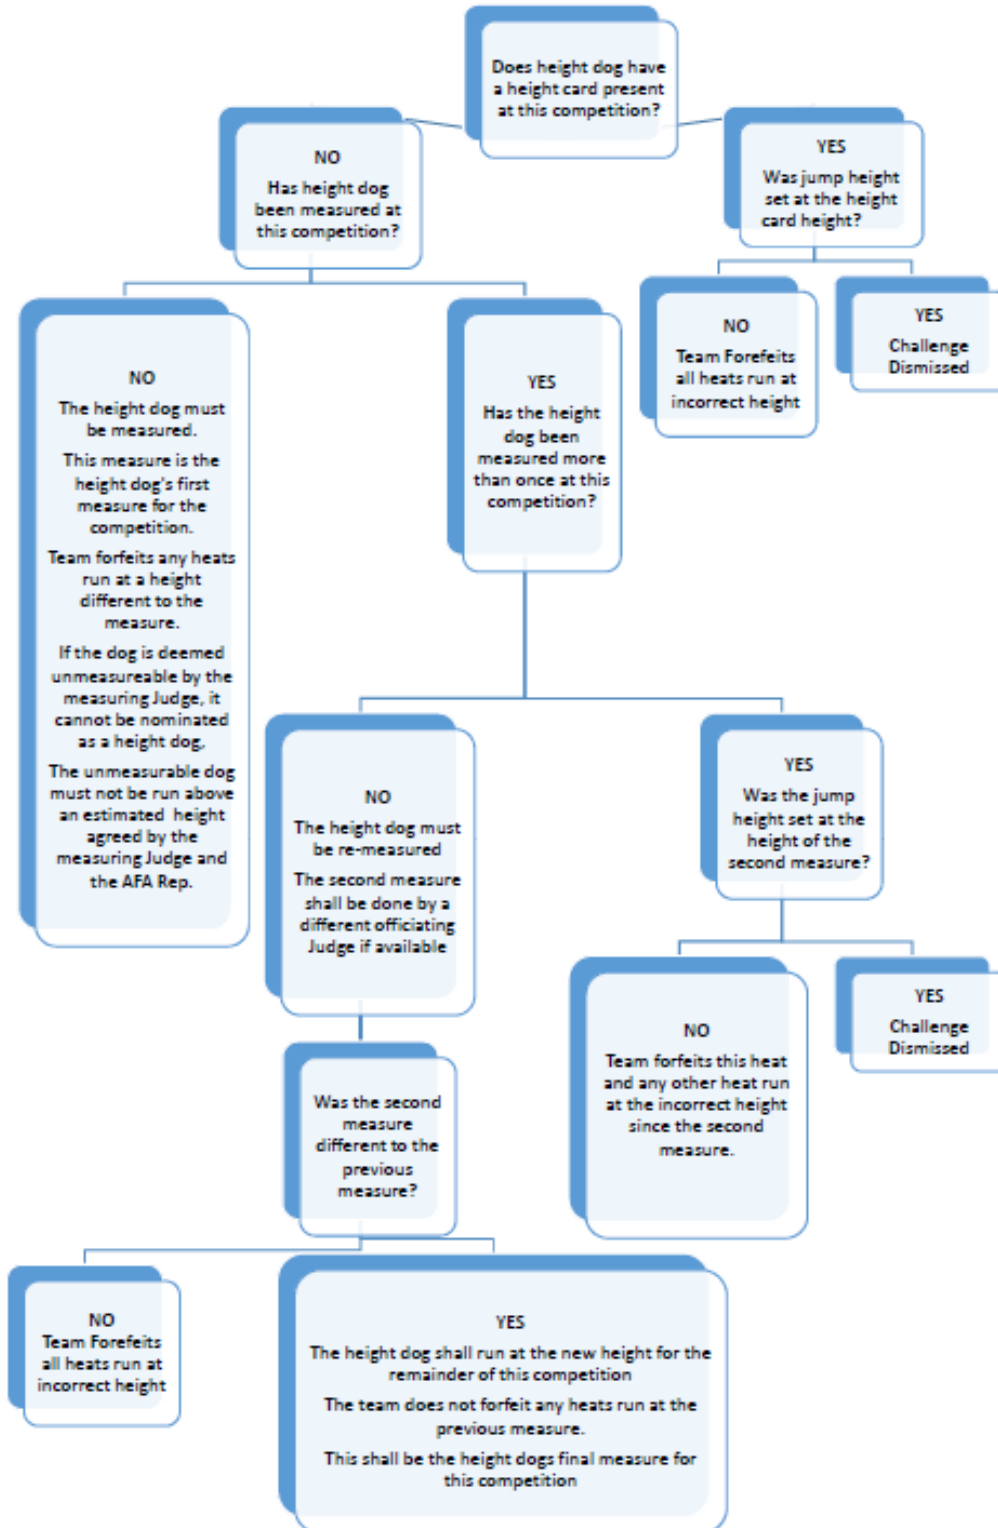 Does height dog have
a height card present
at this competition?
NO
Has height dog
been measured at
this competition?
YES
Was jump height
set at the height
card height?
NO
The height dog must
be measured.
This measure is the
height dog's first
measure for the
competition.
Team forfeits any heats
run at a height
different to the
measure.
If the dog is deemed
unmeasureable by the
measuring Judge, it
cannot be nominated
as a height dog,
The unmeasurable dog
must not be run above
an estimated height
agreed by the
measuring Judge and
the AFA Rep.
YES
Has the height
dog been
measured more
than once at this
competition?
NO
Team Forefeits
all heats run at
incorrect height
YES
Challenge
Dismissed
NO
The height dog must
be re-measured
The second measure
shall be done by a
different officiating
Judge if available
YES
Was the jump
height set at the
height of the
second measure?
Was the second
measure
different to the
previous
measure?
NO
Team forfeits this heat
and any other heat run
at the incorrect height
since the second
measure.
YES
Challenge
Dismissed
NO
Team Forefeits
all heats run at
incorrect height
YES
The height dog shall run at the new height for the
remainder of this competition
The team does not forfeit any heats run at the
previous measure.
This shall be the height dogs final measure for
this competition